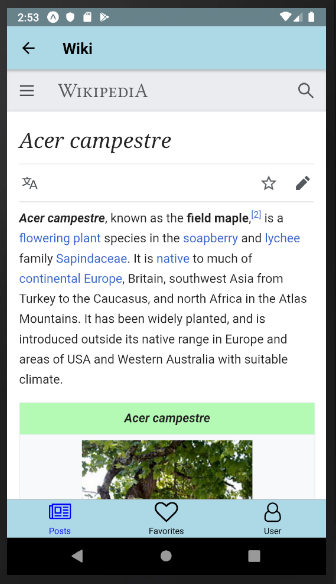 2:53
Wiki
WIKIPEDIA
Acer campestre
Acer campestre, known as the field maple,[2] is a
flowering plant species in the soapberry and lychee
family Sapindaceae. It is native to much of
continental Europe, Britain, southwest Asia from
Turkey to the Caucasus, and north Africa in the Atlas
Mountains. It has been widely planted, and is
introduced outside its native range in Europe and
areas of USA and Western Australia with suitable
climate.
Acer campestre
Posts Favorites User